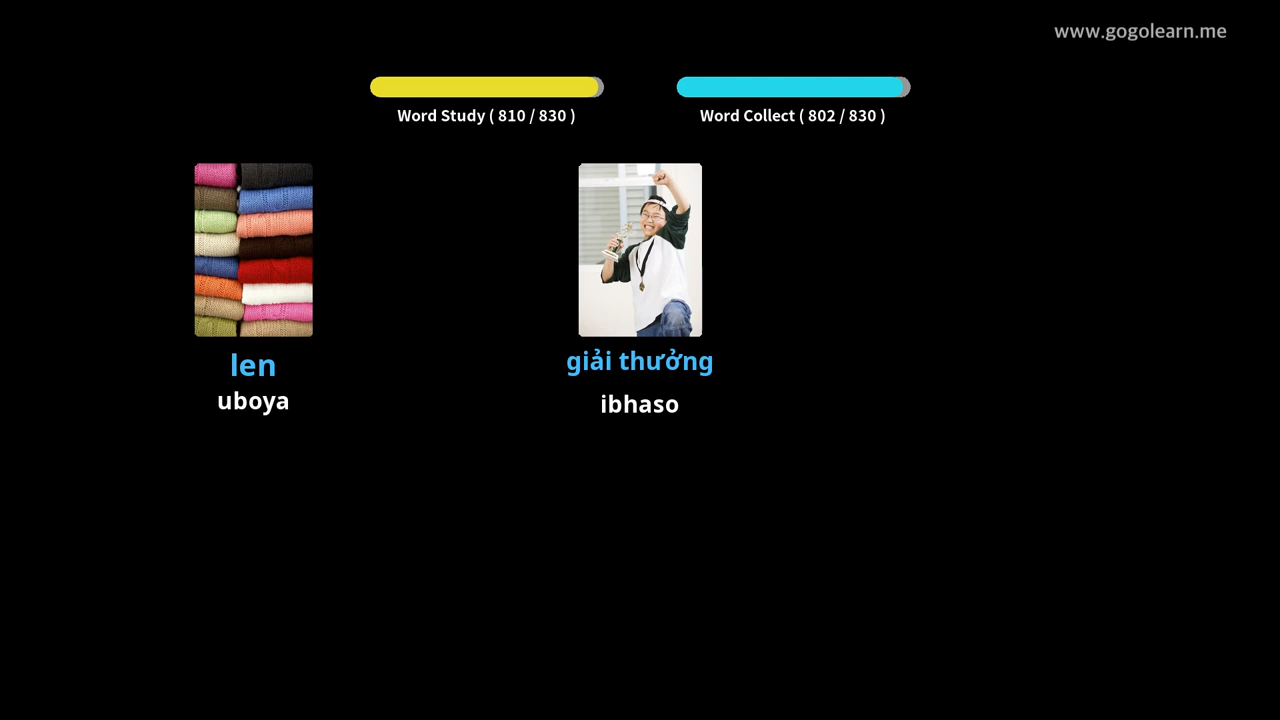 www.gogolearn.me
Word Study ( 810 / 830 )
Word Collect ( 802 / 830 )
len
uboya
giải thưởng
ibhaso